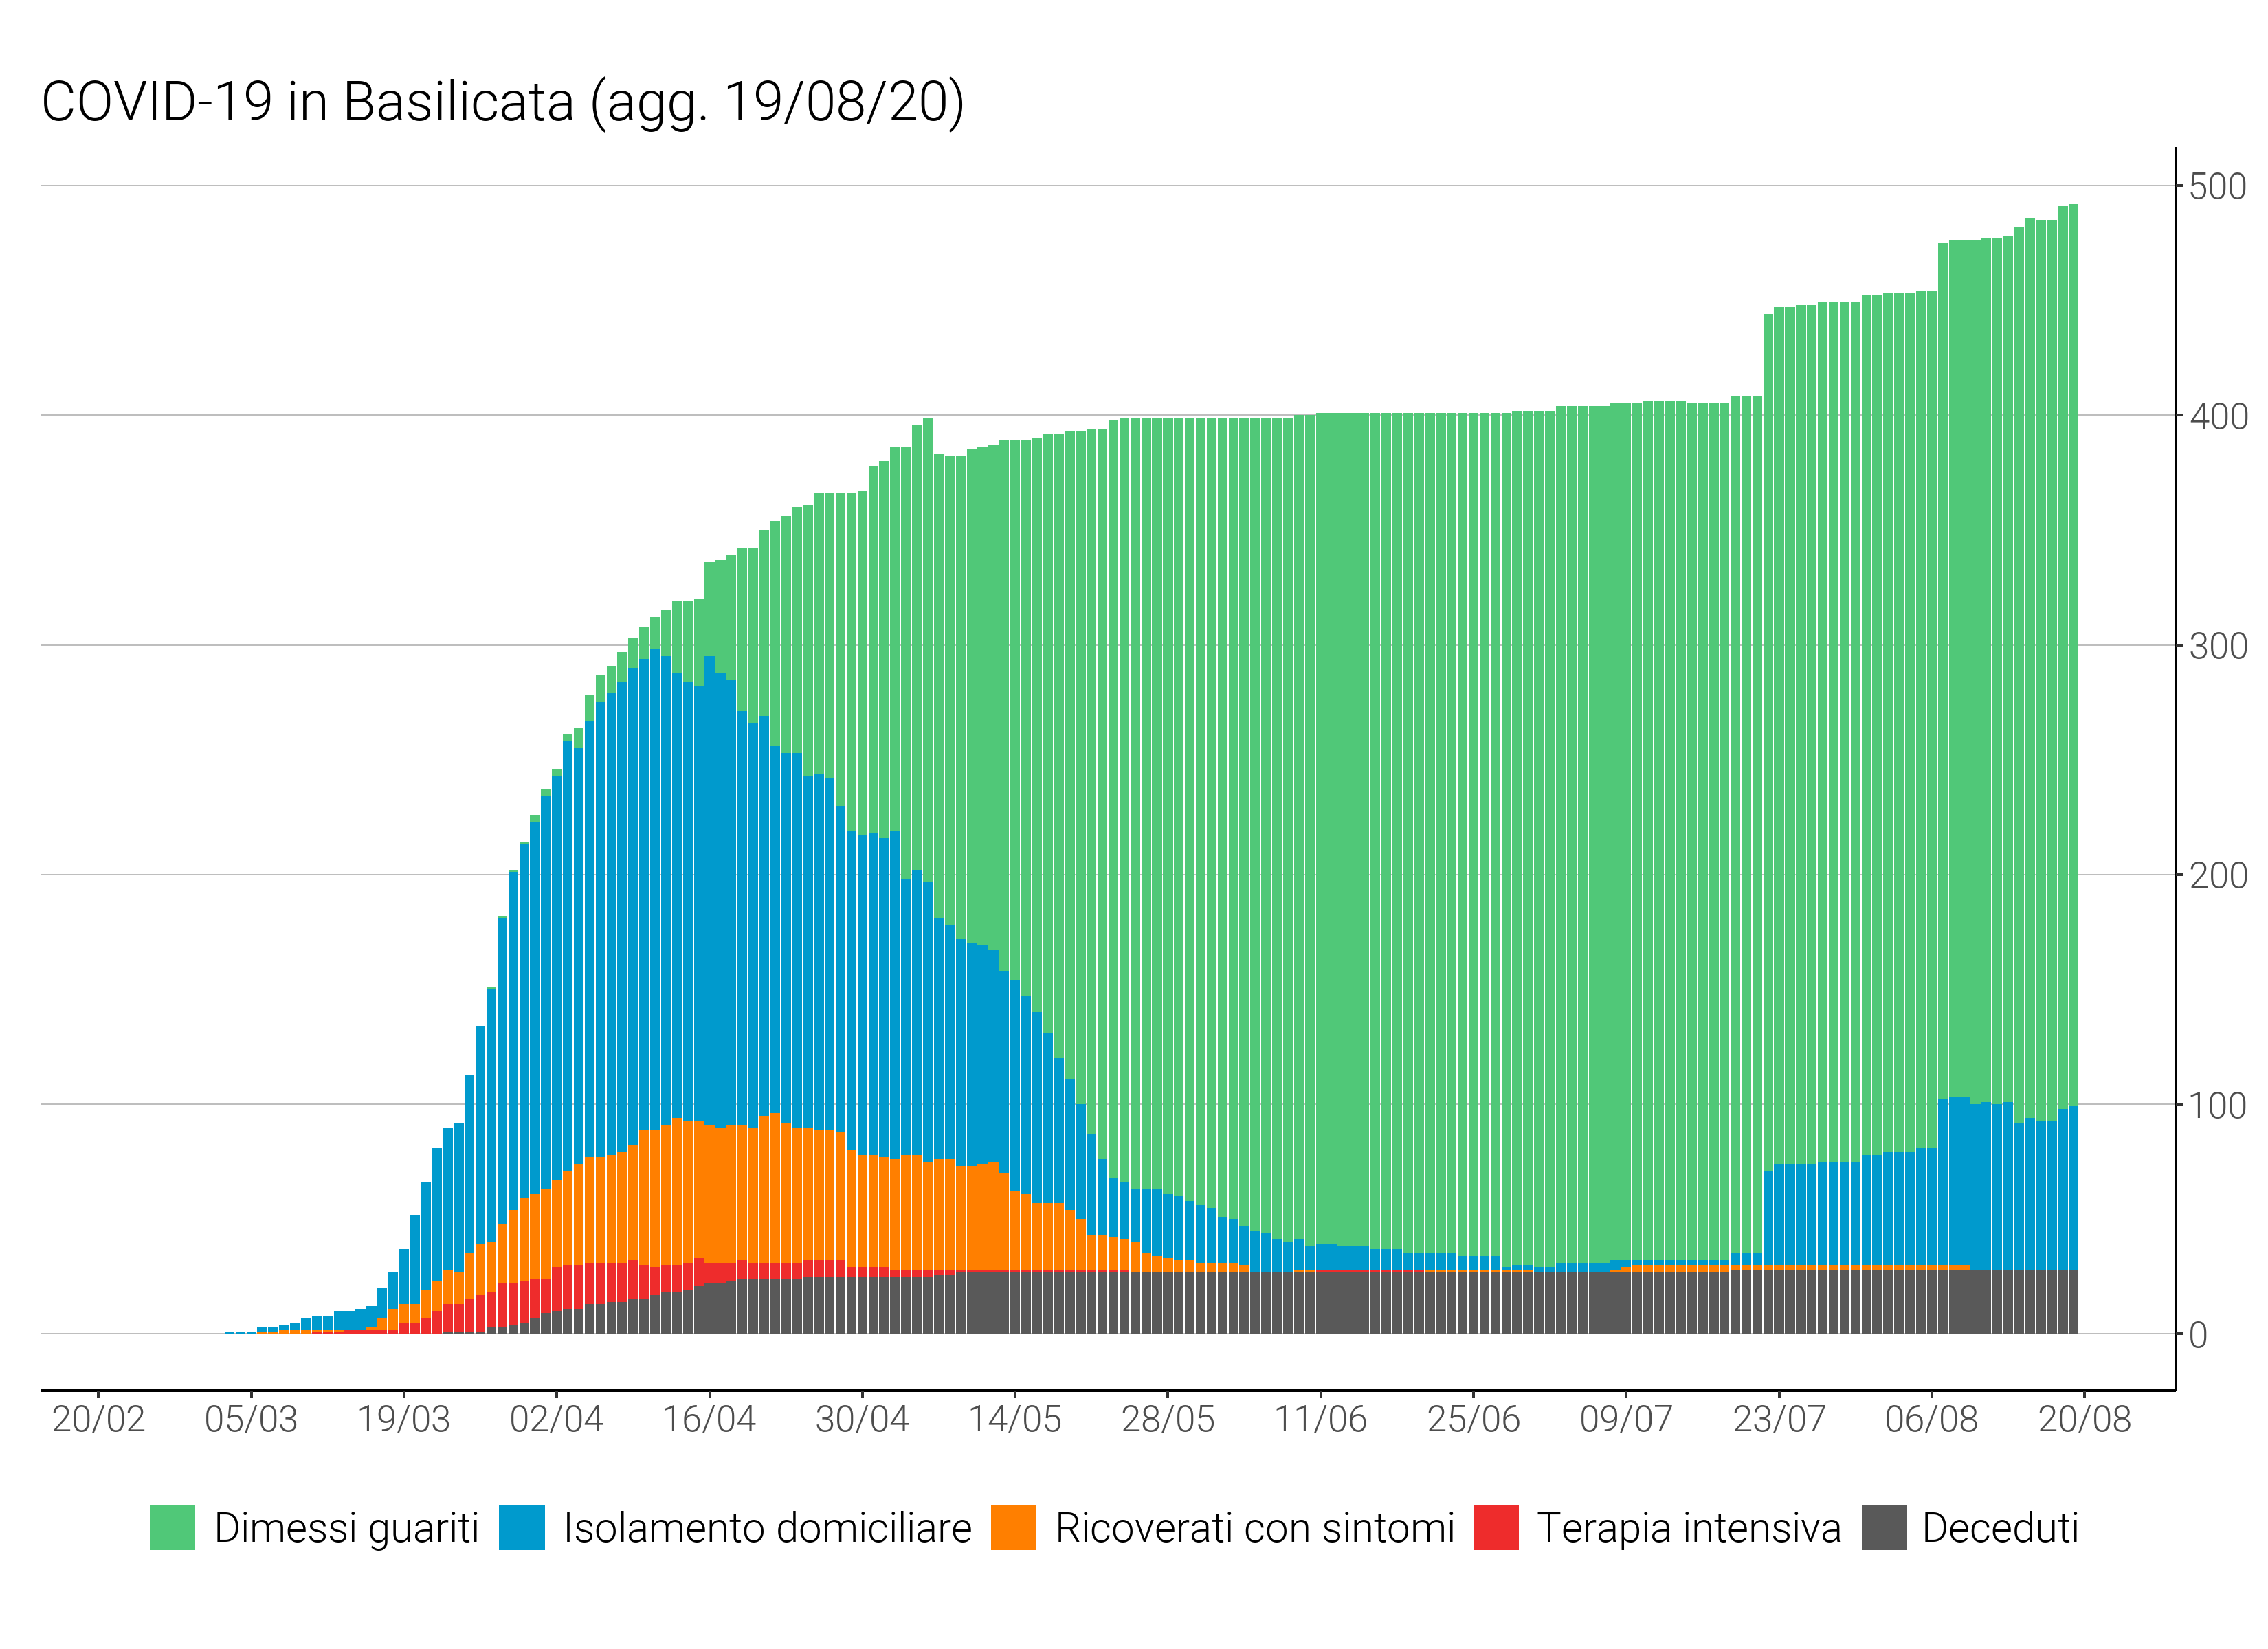 COVID-19 in Basilicata (agg. 19/08/20)
500
400
300
200
100
0
20/02 05/03 19/03 02/04 16/04 30/04 14/05 28/05 11/06 25/06 09/07 23/07 06/08 20/08
Dimessi guariti Isolamento domiciliare Ricoverati con sintomi Terapia intensiva Deceduti